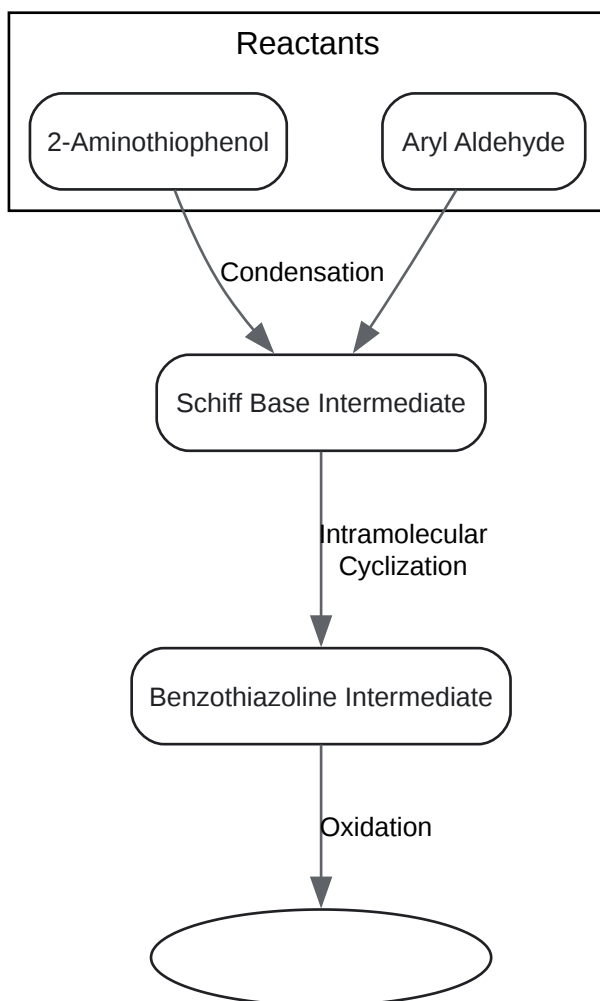 Reactants
2-Aminothiophenol
Aryl Aldehyde
Condensation
Schiff Base Intermediate
Intramolecular
Cyclization
Benzothiazoline Intermediate
Oxidation